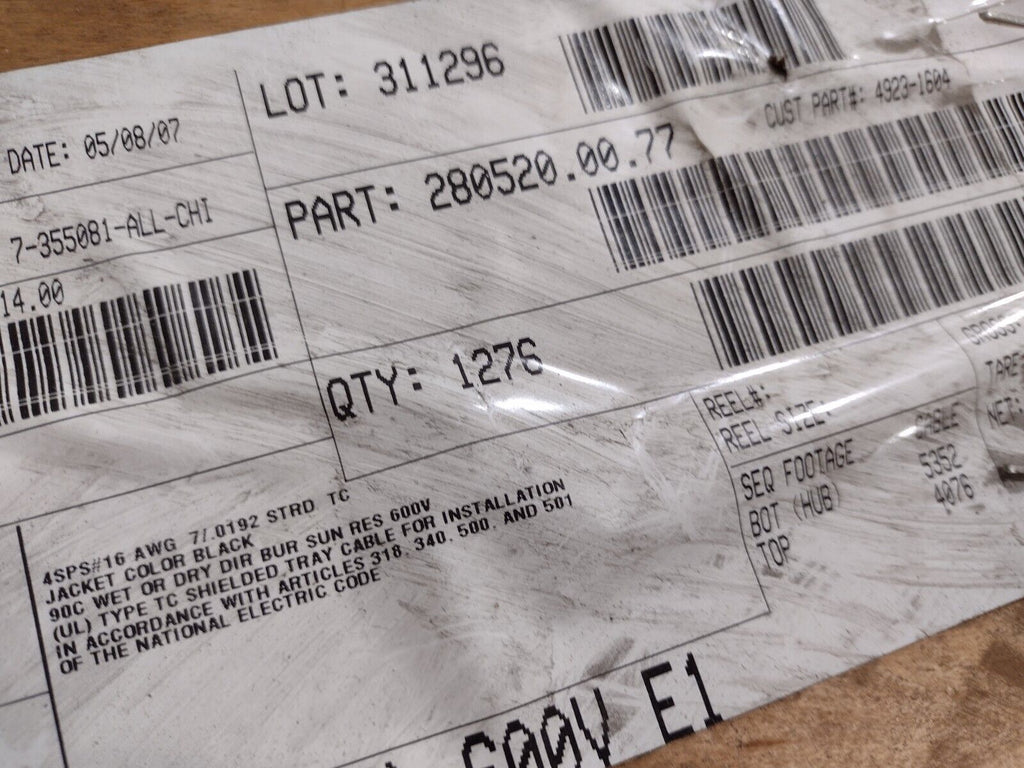 DATE: 05/08/07
7-355081-ALL-CHI
14.00
LOT: 311296
CUST PART#: 4923-1604
PART: 280520.00.77
QTY: 1276
REEL#:
REEL SIZE:
TARE
NET:
CABLE
SEQ FOOTAGE
BOT (HUB) 5352
TOP 4076
4SPS#16 AWG 7/.0192 STRD TC
JACKET COLOR BLACK
90C WET OR DRY DIR BUR SUN RES 600V
(UL) TYPE TC SHIELDED TRAY CABLE FOR INSTALLATION
IN ACCORDANCE WITH ARTICLES 318, 340, 500, AND 501
OF THE NATIONAL ELECTRIC CODE
600V E1